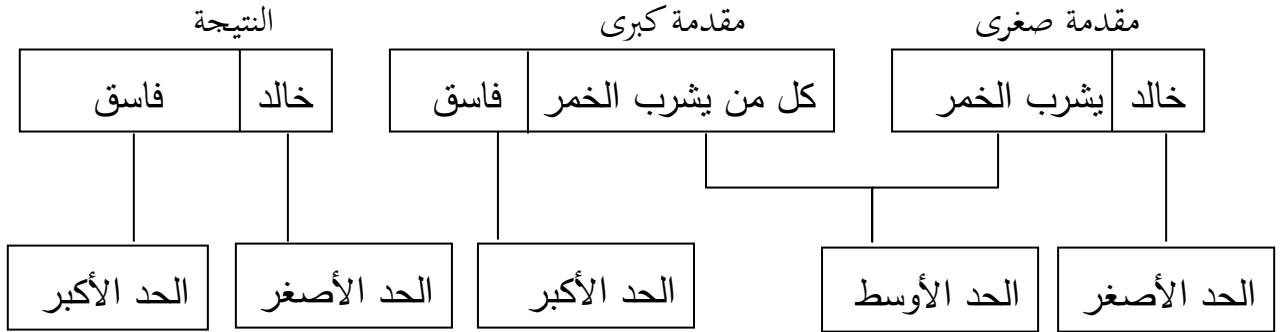 مقدمة صغرى مقدمة كبرى النتيجة
خالد يشرب الخمر كل من يشرب الخمر فاسق خالد فاسق
الحد الأصغر الحد الأوسط الحد الأكبر الحد الأصغر الحد الأكبر